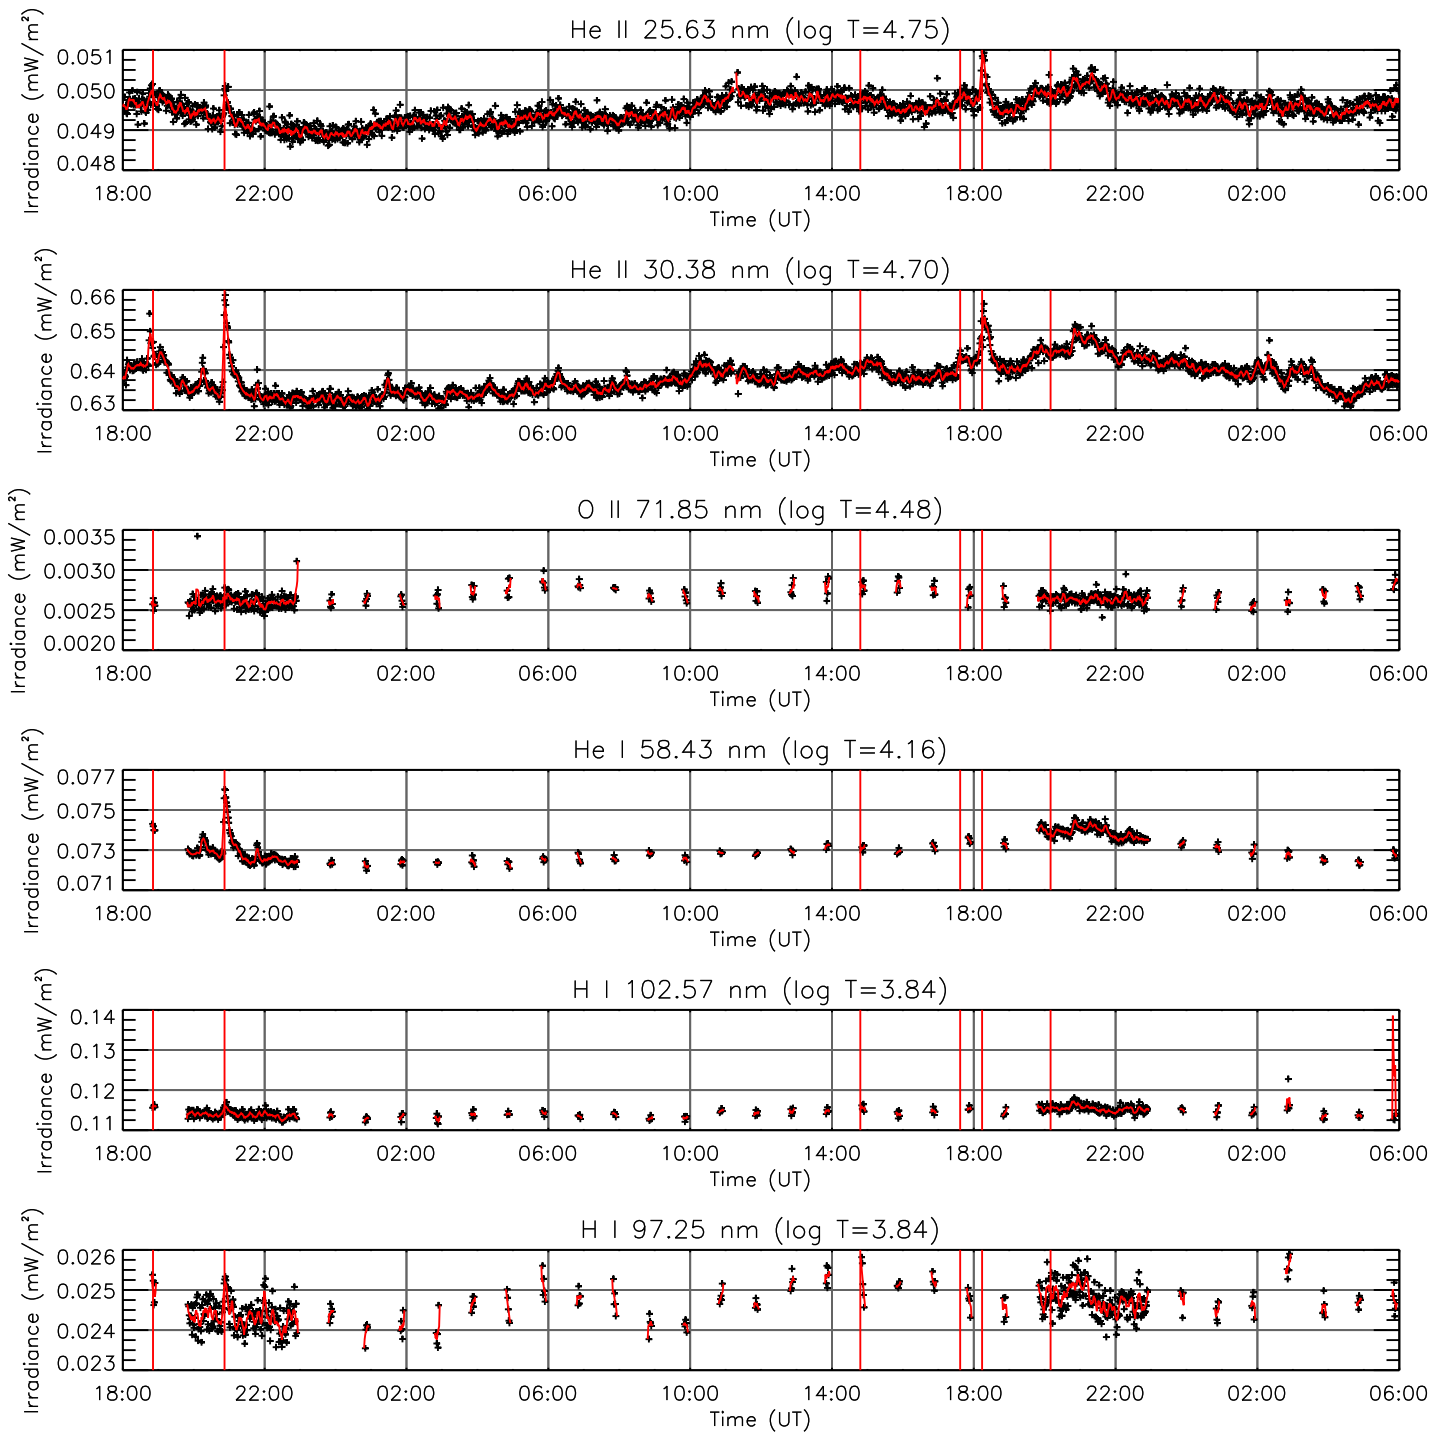 He II 25.63 nm (log T=4.75)
Irradiance (mW/m²)
0.051
0.050
0.049
0.048
18:00 22:00 02:00 06:00 10:00 14:00 18:00 22:00 02:00 06:00
Time (UT)
He II 30.38 nm (log T=4.70)
Irradiance (mW/m²)
0.66
0.65
0.64
0.63
18:00 22:00 02:00 06:00 10:00 14:00 18:00 22:00 02:00 06:00
Time (UT)
O II 71.85 nm (log T=4.48)
Irradiance (mW/m²)
0.0035
0.0030
0.0025
0.0020
18:00 22:00 02:00 06:00 10:00 14:00 18:00 22:00 02:00 06:00
Time (UT)
He I 58.43 nm (log T=4.16)
Irradiance (mW/m²)
0.077
0.075
0.073
0.071
18:00 22:00 02:00 06:00 10:00 14:00 18:00 22:00 02:00 06:00
Time (UT)
H I 102.57 nm (log T=3.84)
Irradiance (mW/m²)
0.14
0.13
0.12
0.11
18:00 22:00 02:00 06:00 10:00 14:00 18:00 22:00 02:00 06:00
Time (UT)
H I 97.25 nm (log T=3.84)
Irradiance (mW/m²)
0.026
0.025
0.024
0.023
18:00 22:00 02:00 06:00 10:00 14:00 18:00 22:00 02:00 06:00
Time (UT)